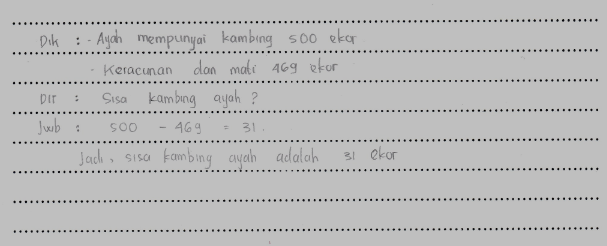 Dik : - Ayah mempunyai kambing 500 ekor
- Keracunan dan mati 469 ekor
Dit : Sisa kambing ayah ?
Jwb : 500 - 469 = 31.
Jadi, sisa kambing ayah adalah 31 ekor